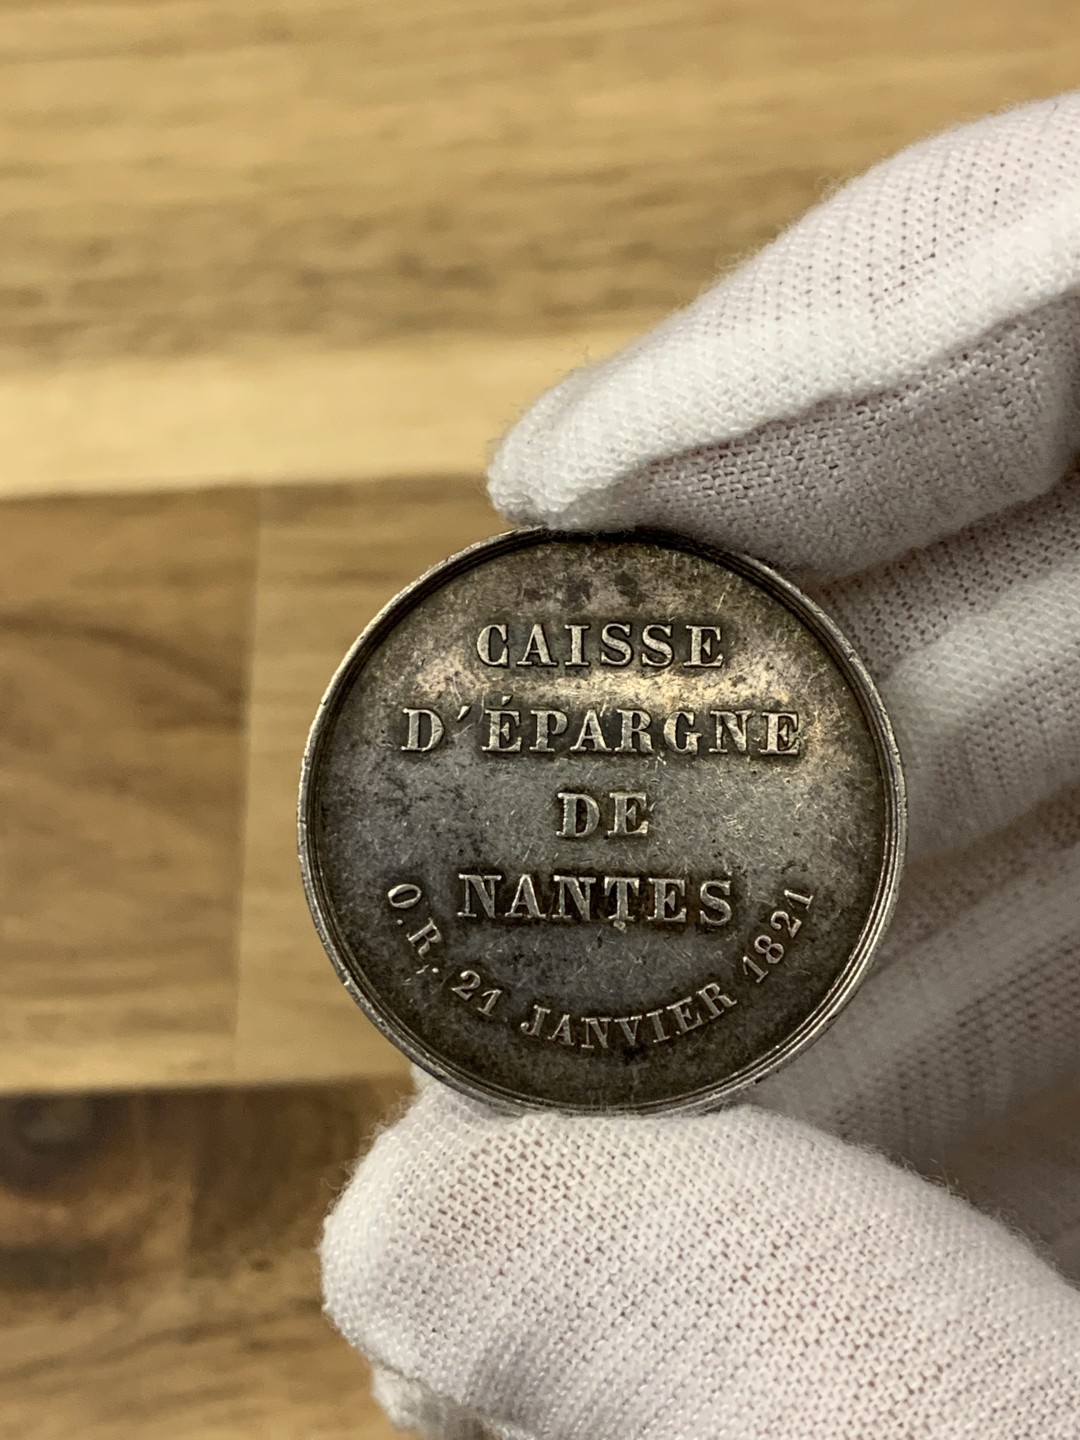 CAISSE
D'ÉPARGNE
DE
NANTES
O.R. 21 JANVIER 1821